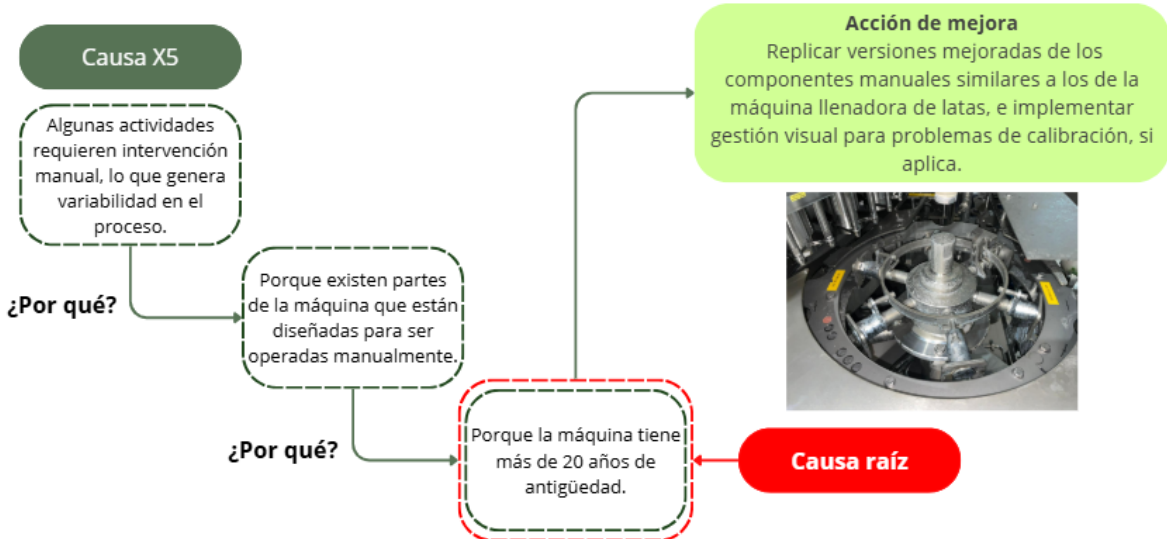 Causa X5
Algunas actividades
requieren intervención
manual, lo que genera
variabilidad en el
proceso.
¿Por qué?
Porque existen partes
de la máquina que están
diseñadas para ser
operadas manualmente.
¿Por qué?
Porque la máquina tiene
más de 20 años de
antigüedad.
Causa raíz
Acción de mejora
Replicar versiones mejoradas de los
componentes manuales similares a los de la
máquina llenadora de latas, e implementar
gestión visual para problemas de calibración, si
aplica.